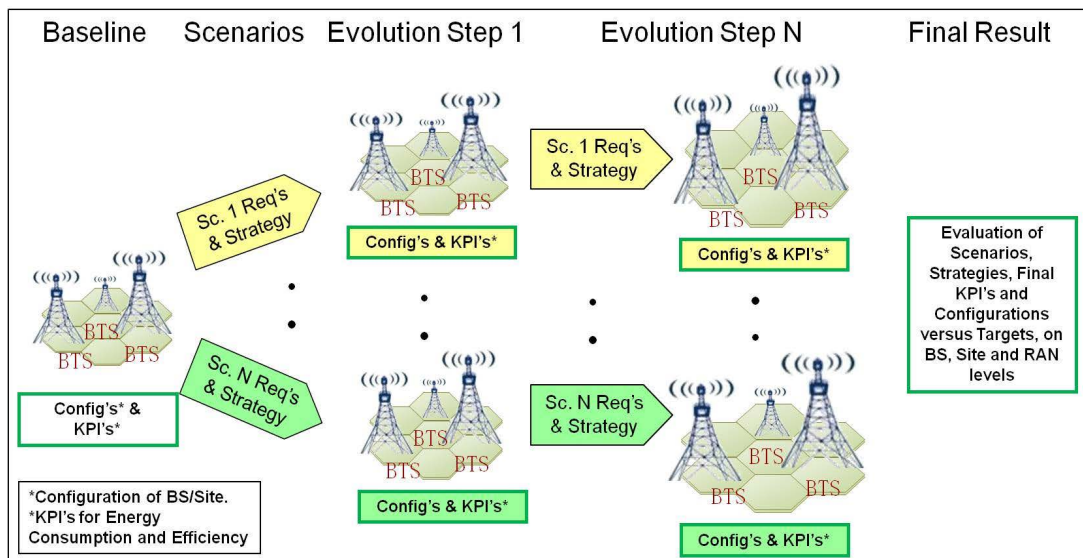 Baseline
Scenarios
Evolution Step 1
Evolution Step N
Final Result
Sc. 1 Req's
& Strategy
BTS
BTS
BTS
Config's & KPI's*
Sc. 1 Req's
& Strategy
BTS
BTS
BTS
Config's & KPI's*
BTS
BTS
BTS
Config's* &
KPI's*
Sc. N Req's
& Strategy
BTS
BTS
BTS
Config's & KPI's*
Sc. N Req's
& Strategy
BTS
BTS
BTS
Config's & KPI's*
Evaluation of
Scenarios,
Strategies, Final
KPI's and
Configurations
versus Targets, on
BS, Site and RAN
levels
*Configuration of BS/Site.
*KPI's for Energy
Consumption and Efficiency